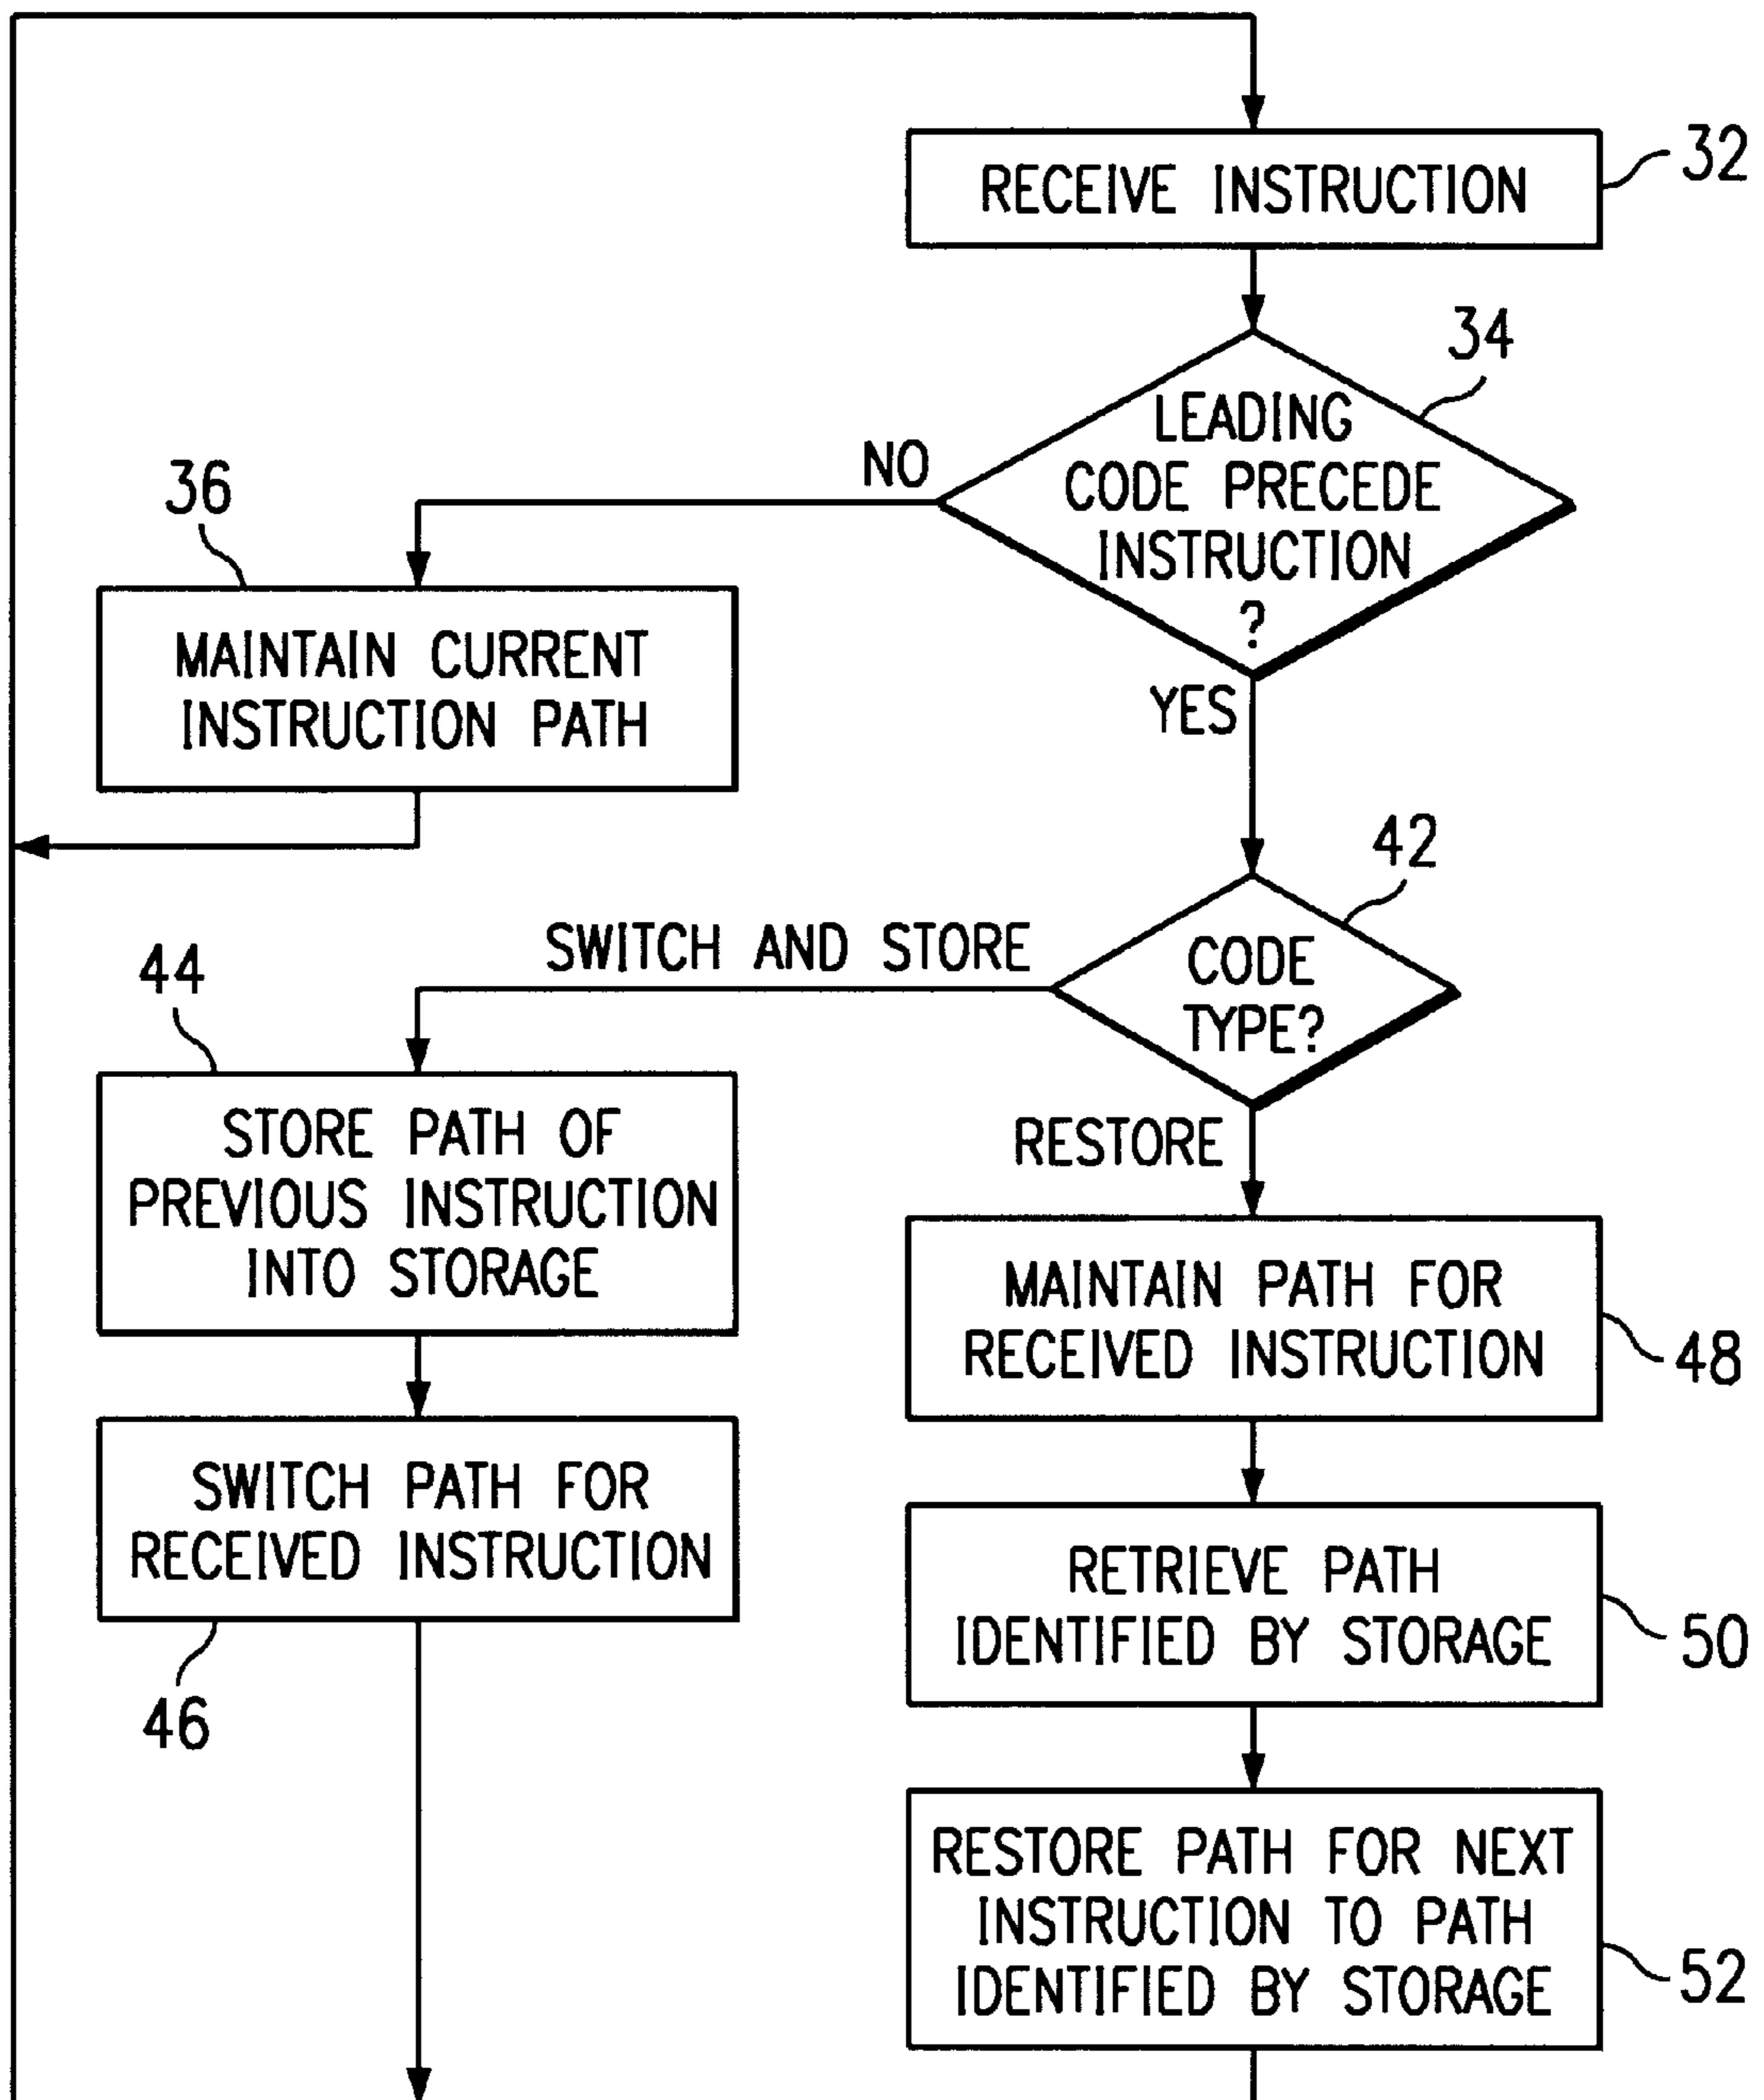 RECEIVE INSTRUCTION
32
34
LEADING
CODE PRECEDE
INSTRUCTION
?
NO
YES
36
MAINTAIN CURRENT
INSTRUCTION PATH
42
CODE
TYPE?
SWITCH AND STORE
RESTORE
44
STORE PATH OF
PREVIOUS INSTRUCTION
INTO STORAGE
MAINTAIN PATH FOR
RECEIVED INSTRUCTION
48
SWITCH PATH FOR
RECEIVED INSTRUCTION
46
RETRIEVE PATH
IDENTIFIED BY STORAGE
50
RESTORE PATH FOR NEXT
INSTRUCTION TO PATH
IDENTIFIED BY STORAGE
52